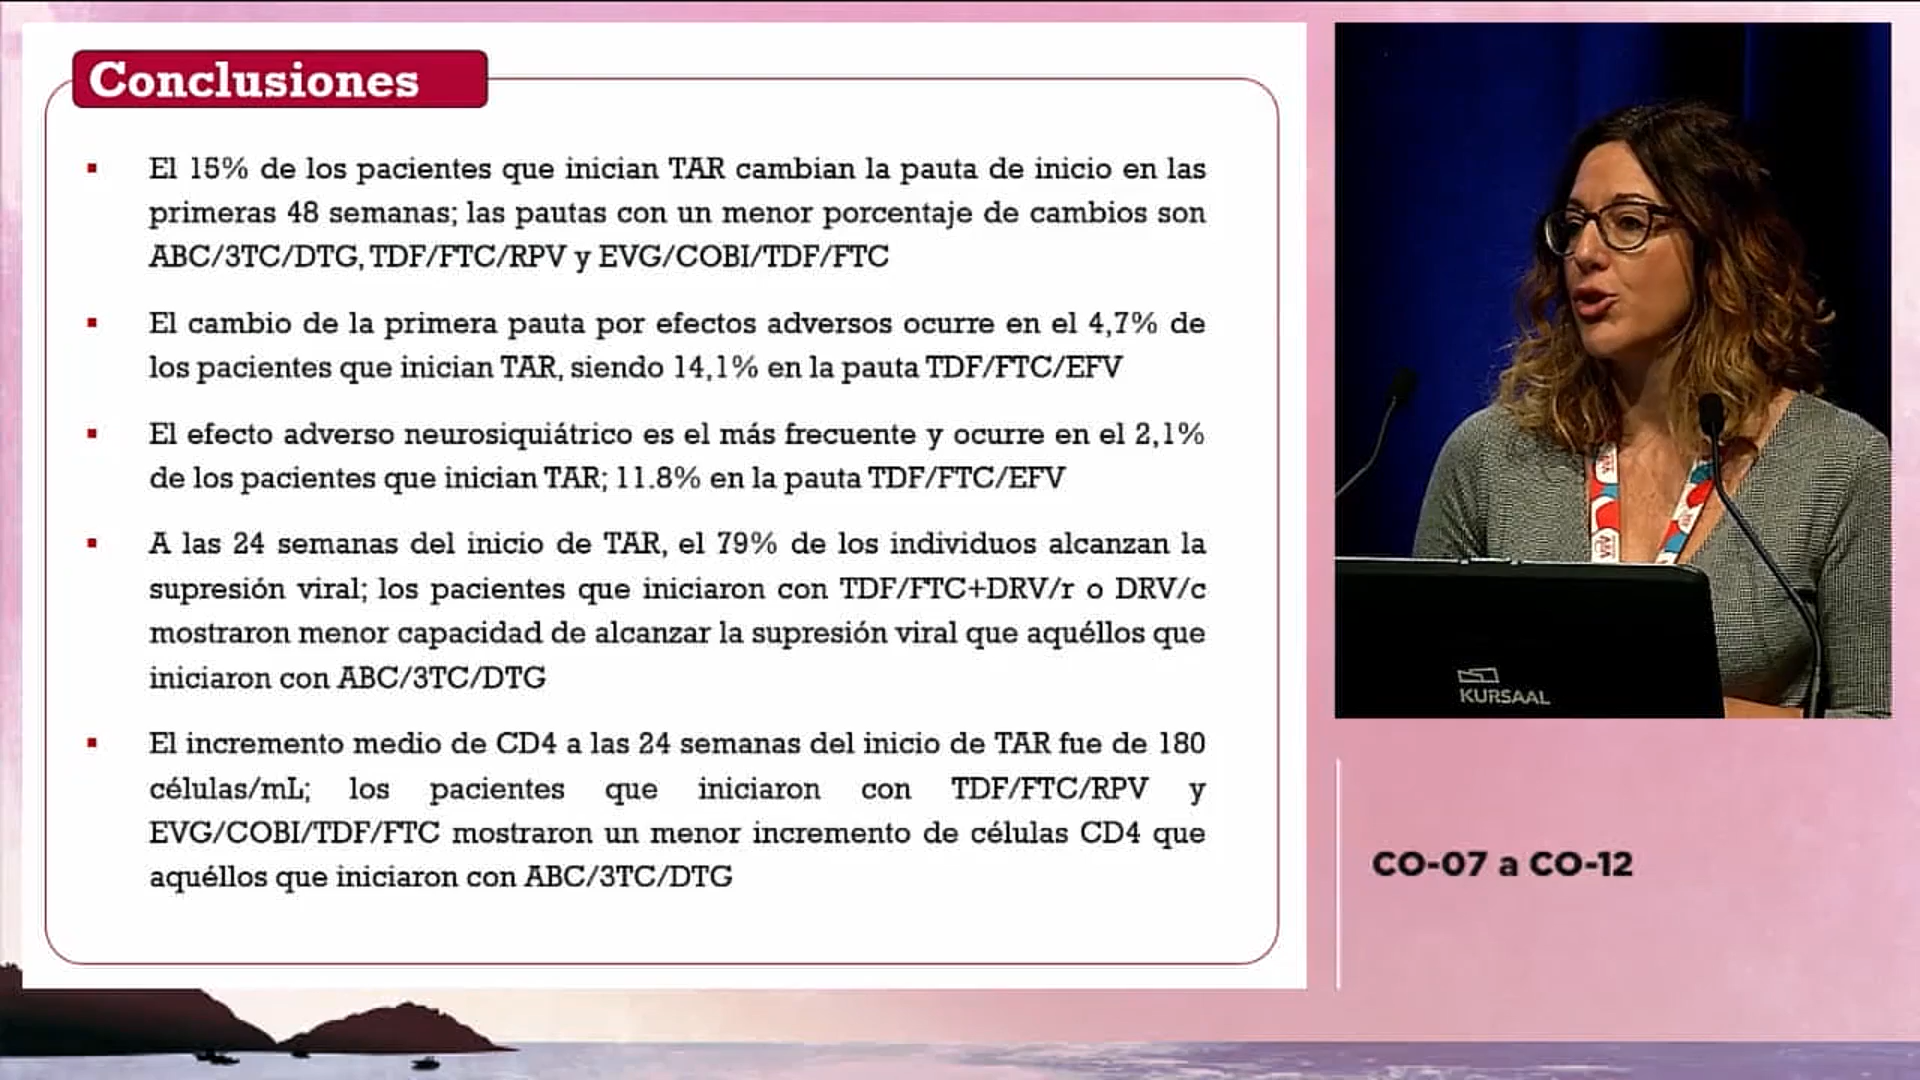 Conclusiones
El 15% de los pacientes que inician TAR cambian la pauta de inicio en las
primeras 48 semanas; las pautas con un menor porcentaje de cambios son
ABC/3TC/DTG, TDF/FTC/RPV y EVG/COBI/TDF/FTC
El cambio de la primera pauta por efectos adversos ocurre en el 4,7% de
los pacientes que inician TAR, siendo 14,1% en la pauta TDF/FTC/EFV
El efecto adverso neurosiquiátrico es el más frecuente y ocurre en el 2,1%
de los pacientes que inician TAR; 11.8% en la pauta TDF/FTC/EFV
A las 24 semanas del inicio de TAR, el 79% de los individuos alcanzan la
supresión viral; los pacientes que iniciaron con TDF/FTC+DRV/r o DRV/c
mostraron menor capacidad de alcanzar la supresión viral que aquéllos que
iniciaron con ABC/3TC/DTG
El incremento medio de CD4 a las 24 semanas del inicio de TAR fue de 180
células/mL; los pacientes que iniciaron con TDF/FTC/RPV y
EVG/COBI/TDF/FTC mostraron un menor incremento de células CD4 que
aquéllos que iniciaron con ABC/3TC/DTG
KURSAAL
CO-07 a CO-12